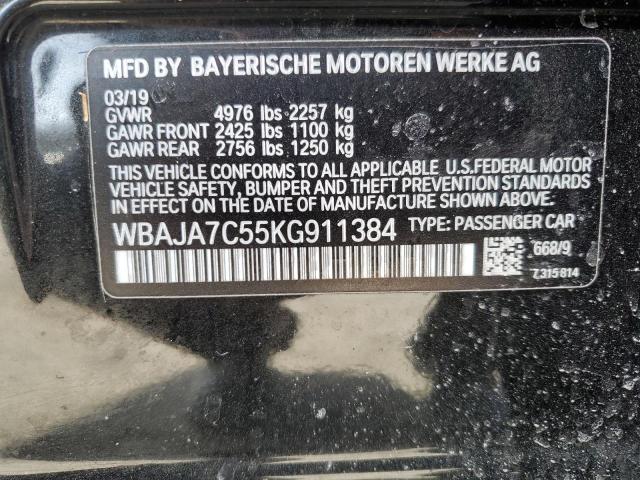 MFD BY BAYERISCHE MOTOREN WERKE AG
03/19
GVWR 4976 lbs 2257 kg
GAWR FRONT 2425 lbs 1100 kg
GAWR REAR 2756 lbs 1250 kg
THIS VEHICLE CONFORMS TO ALL APPLICABLE U.S.FEDERAL MOTOR
VEHICLE SAFETY, BUMPER AND THEFT PREVENTION STANDARDS
IN EFFECT ON THE DATE OF MANUFACTURE SHOWN ABOVE.
WBAJA7C55KG911384 TYPE: PASSENGER CAR
668/9
7.315814